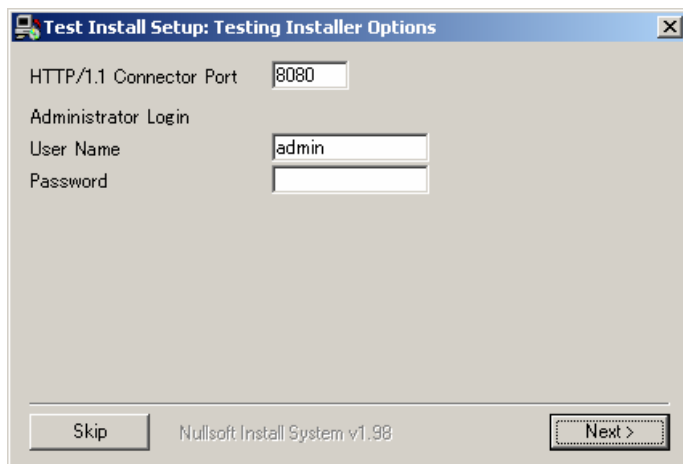 Test Install Setup: Testing Installer Options
HTTP/1.1 Connector Port 8080
Administrator Login
User Name admin
Password
Skip Nullsoft Install System v1.98 Next >